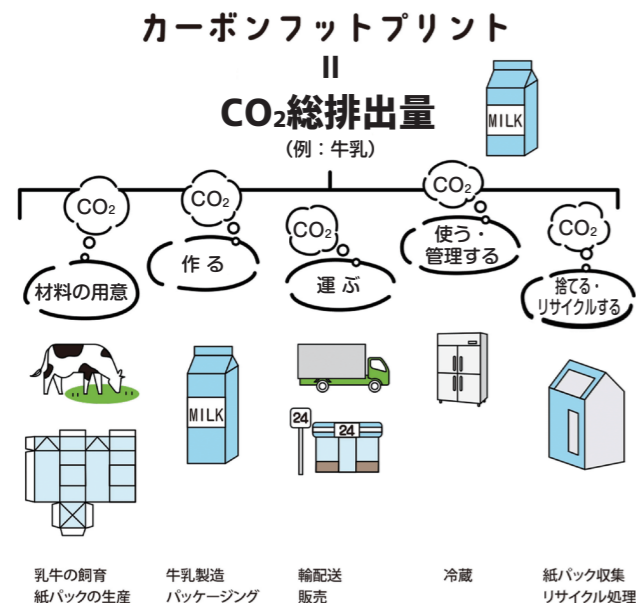 カーボンフットプリント
=
CO₂総排出量
(例：牛乳)
MILK
CO₂
CO₂
CO₂
CO₂
CO₂
材料の用意
作る
運ぶ
使う・
管理する
捨てる・
リサイクルする
MILK
24
24
乳牛の飼育
紙パックの生産
牛乳製造
パッケージング
輸配送
販売
冷蔵
紙パック収集
リサイクル処理